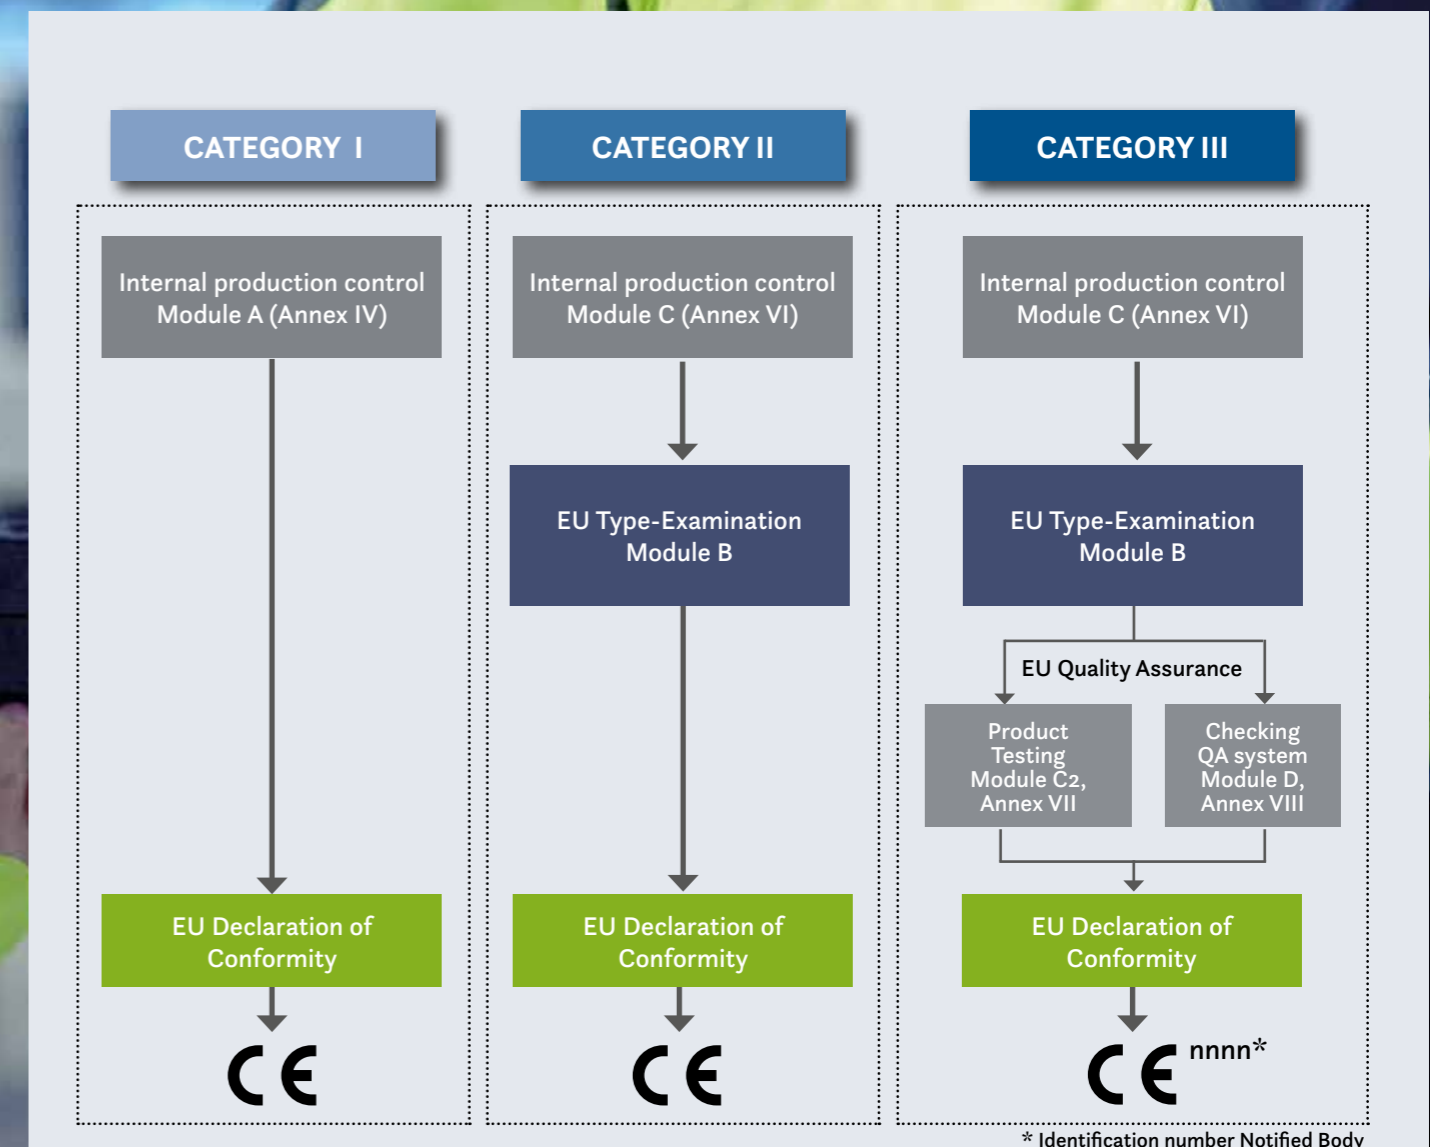 CATEGORY I
Internal production control
Module A (Annex IV)
EU Declaration of
Conformity
CE
CATEGORY II
Internal production control
Module C (Annex VI)
EU Type-Examination
Module B
EU Declaration of
Conformity
CE
CATEGORY III
Internal production control
Module C (Annex VI)
EU Type-Examination
Module B
EU Quality Assurance
Product
Testing
Module C2,
Annex VII
Checking
QA system
Module D,
Annex VIII
EU Declaration of
Conformity
CE nnnn*
* Identification number Notified Body